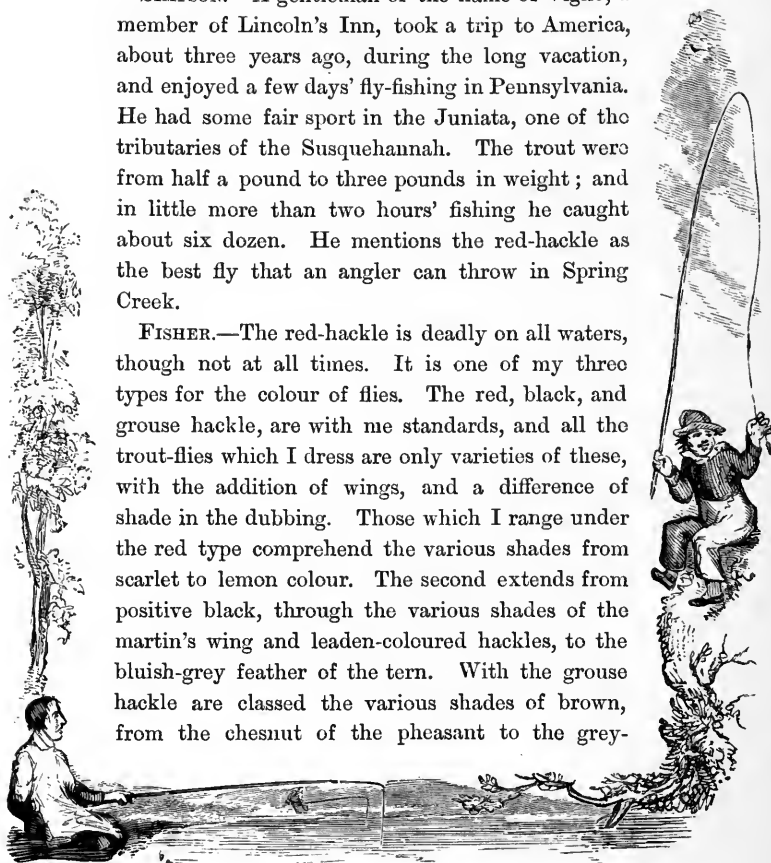 member of Lincoln's Inn, took a trip to America,
about three years ago, during the long vacation,
and enjoyed a few days' fly-fishing in Pennsylvania.
He had some fair sport in the Juniata, one of the
tributaries of the Susquehannah. The trout were
from half a pound to three pounds in weight; and
in little more than two hours' fishing he caught
about six dozen. He mentions the red-hackle as
the best fly that an angler can throw in Spring
Creek.
FISHER.—The red-hackle is deadly on all waters,
though not at all times. It is one of my three
types for the colour of flies. The red, black, and
grouse hackle, are with me standards, and all the
trout-flies which I dress are only varieties of these,
with the addition of wings, and a difference of
shade in the dubbing. Those which I range under
the red type comprehend the various shades from
scarlet to lemon colour. The second extends from
positive black, through the various shades of the
martin's wing and leaden-coloured hackles, to the
bluish-grey feather of the tern. With the grouse
hackle are classed the various shades of brown,
from the chesnut of the pheasant to the grey-